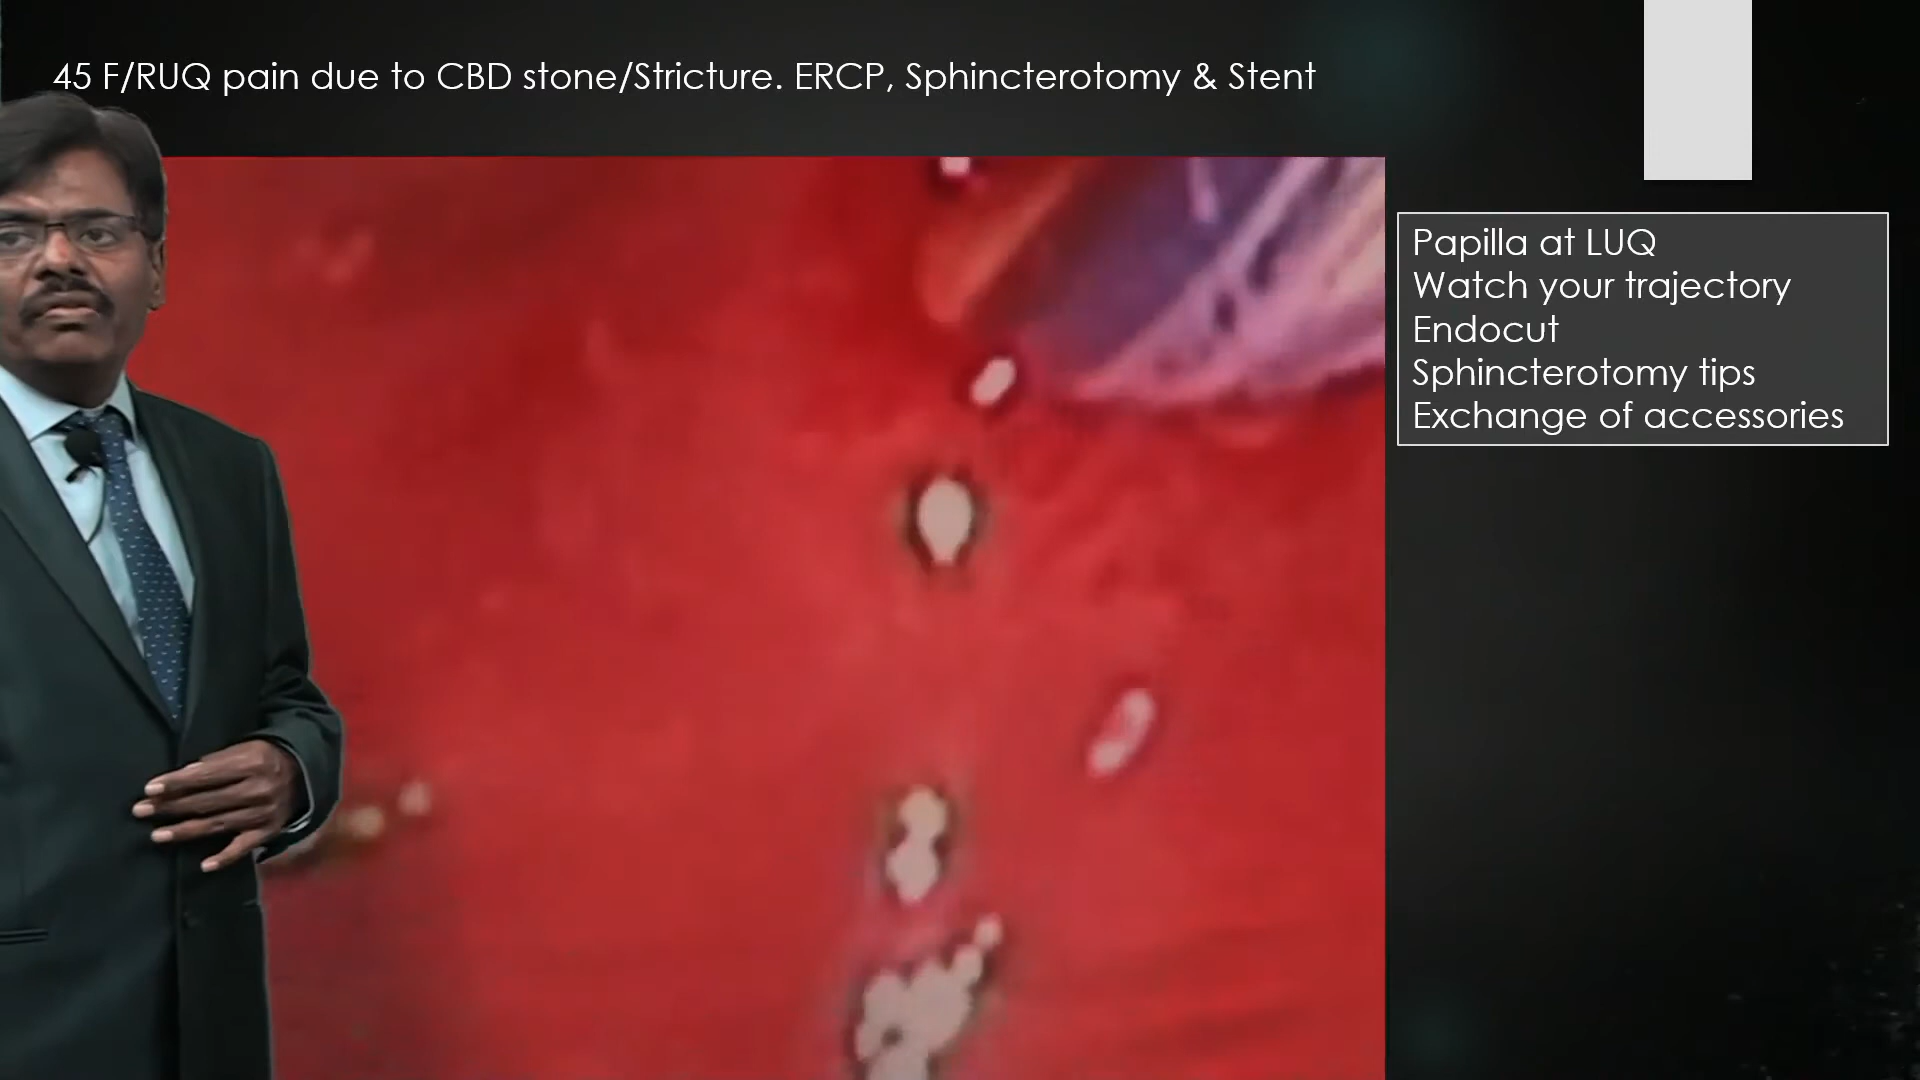 45 F/RUQ pain due to CBD stone/Stricture. ERCP, Sphincterotomy & Stent
Papilla at LUQ
Watch your trajectory
Endocut
Sphincterotomy tips
Exchange of accessories